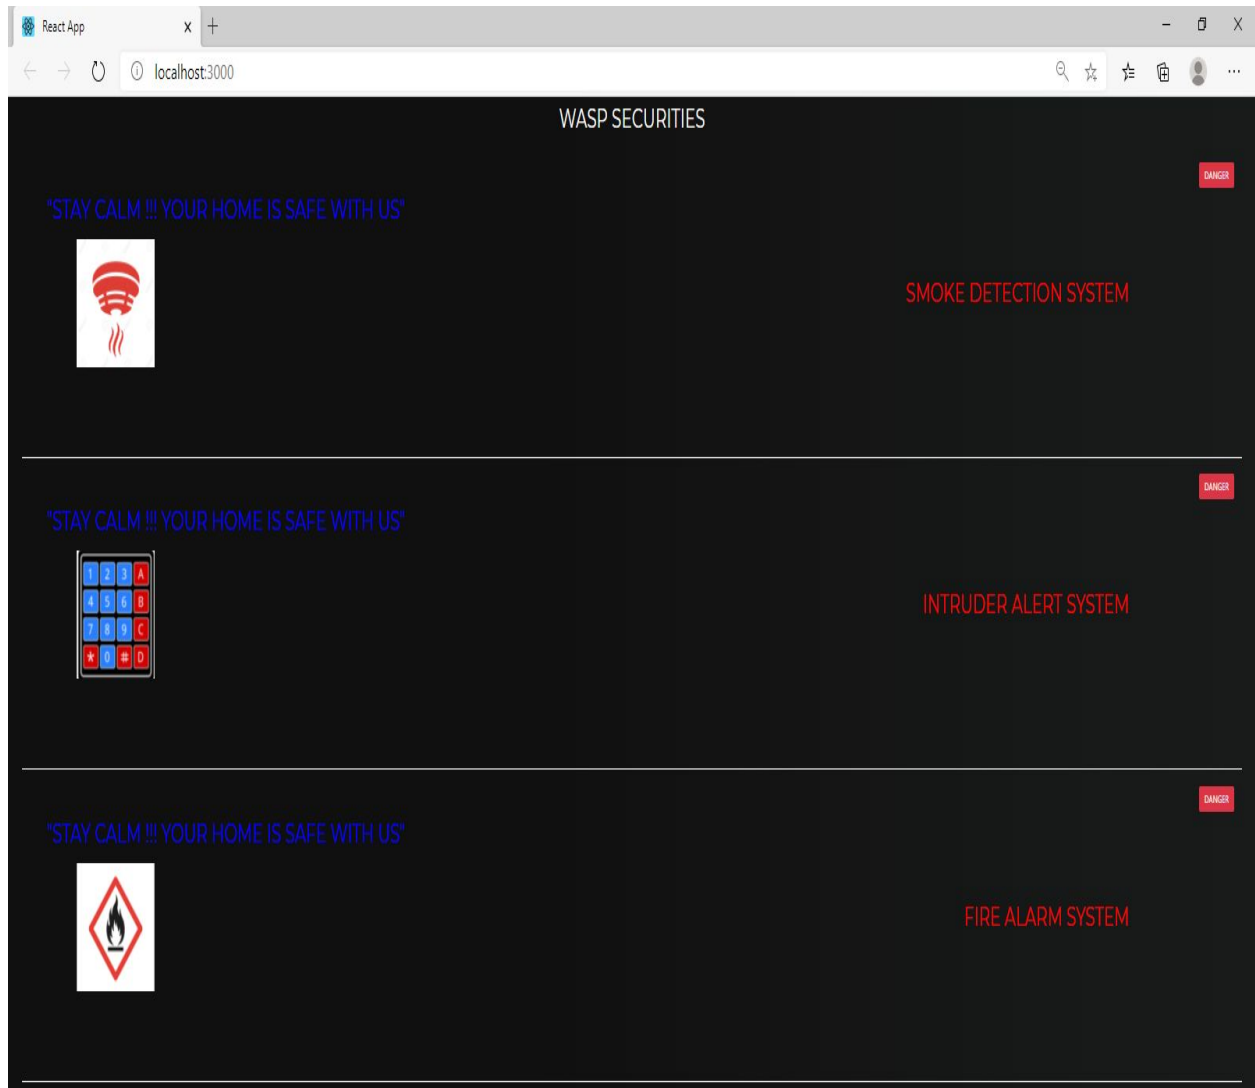 React App
localhost:3000
WASP SECURITIES
DANGER
"STAY CALM !!! YOUR HOME IS SAFE WITH US"
SMOKE DETECTION SYSTEM
DANGER
"STAY CALM !!! YOUR HOME IS SAFE WITH US"
1 2 3 A
4 5 6 B
7 8 9 C
* 0 # D
INTRUDER ALERT SYSTEM
DANGER
"STAY CALM !!! YOUR HOME IS SAFE WITH US"
FIRE ALARM SYSTEM